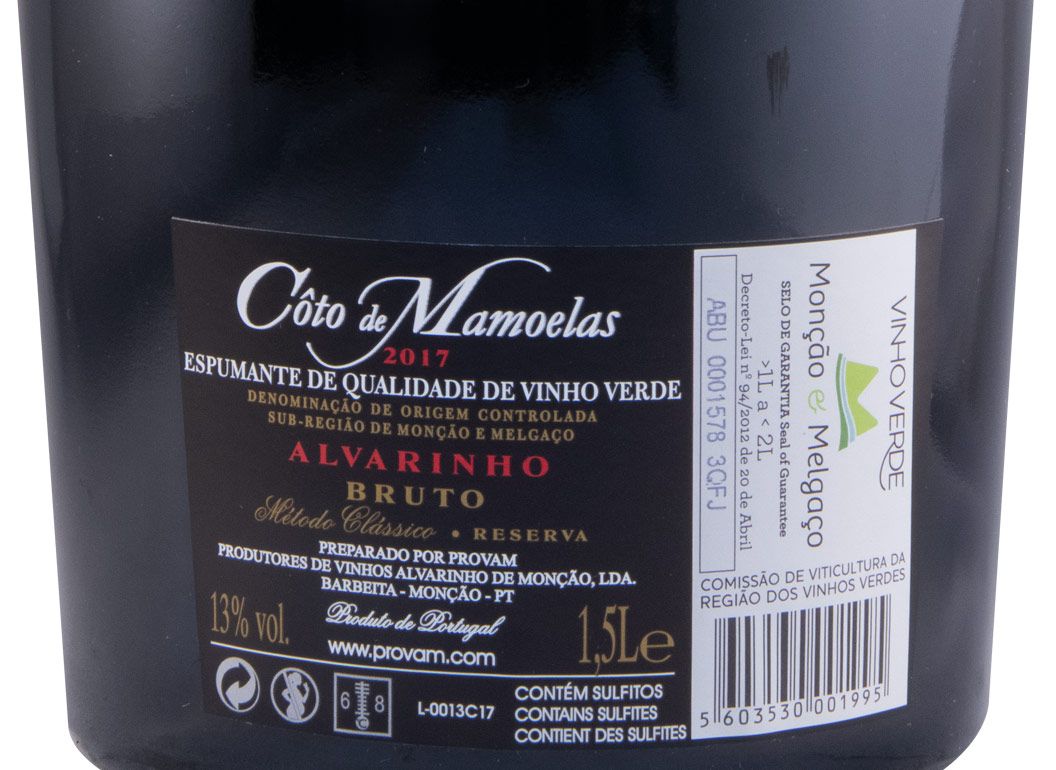 Côto de Mamoelas
2017
ESPUMANTE DE QUALIDADE DE VINHO VERDE
DENOMINAÇÃO DE ORIGEM CONTROLADA
SUB-REGIÃO DE MONÇÃO E MELGAÇO
ALVARINHO
BRUTO
Método Clássico • RESERVA
PREPARADO POR PROVAM
PRODUTORES DE VINHOS ALVARINHO DE MONÇÃO, LDA.
BARBEITA - MONÇÃO - PT
13% vol.
Produto de Portugal
1,5L e
www.provam.com
6 8
C
L-0013C17
CONTÉM SULFITOS
CONTAINS SULFITES
CONTIENT DES SULFITES
VINHO VERDE
Monção e Melgaço
SELO DE GARANTIA Seal of Guarantee
>1L a < 2L
Decreto-Lei nº 94/2012 de 20 de Abril
ABU 0001578 3QFJ
COMISSÃO DE VITICULTURA DA
REGIÃO DOS VINHOS VERDES
5 603530 001995